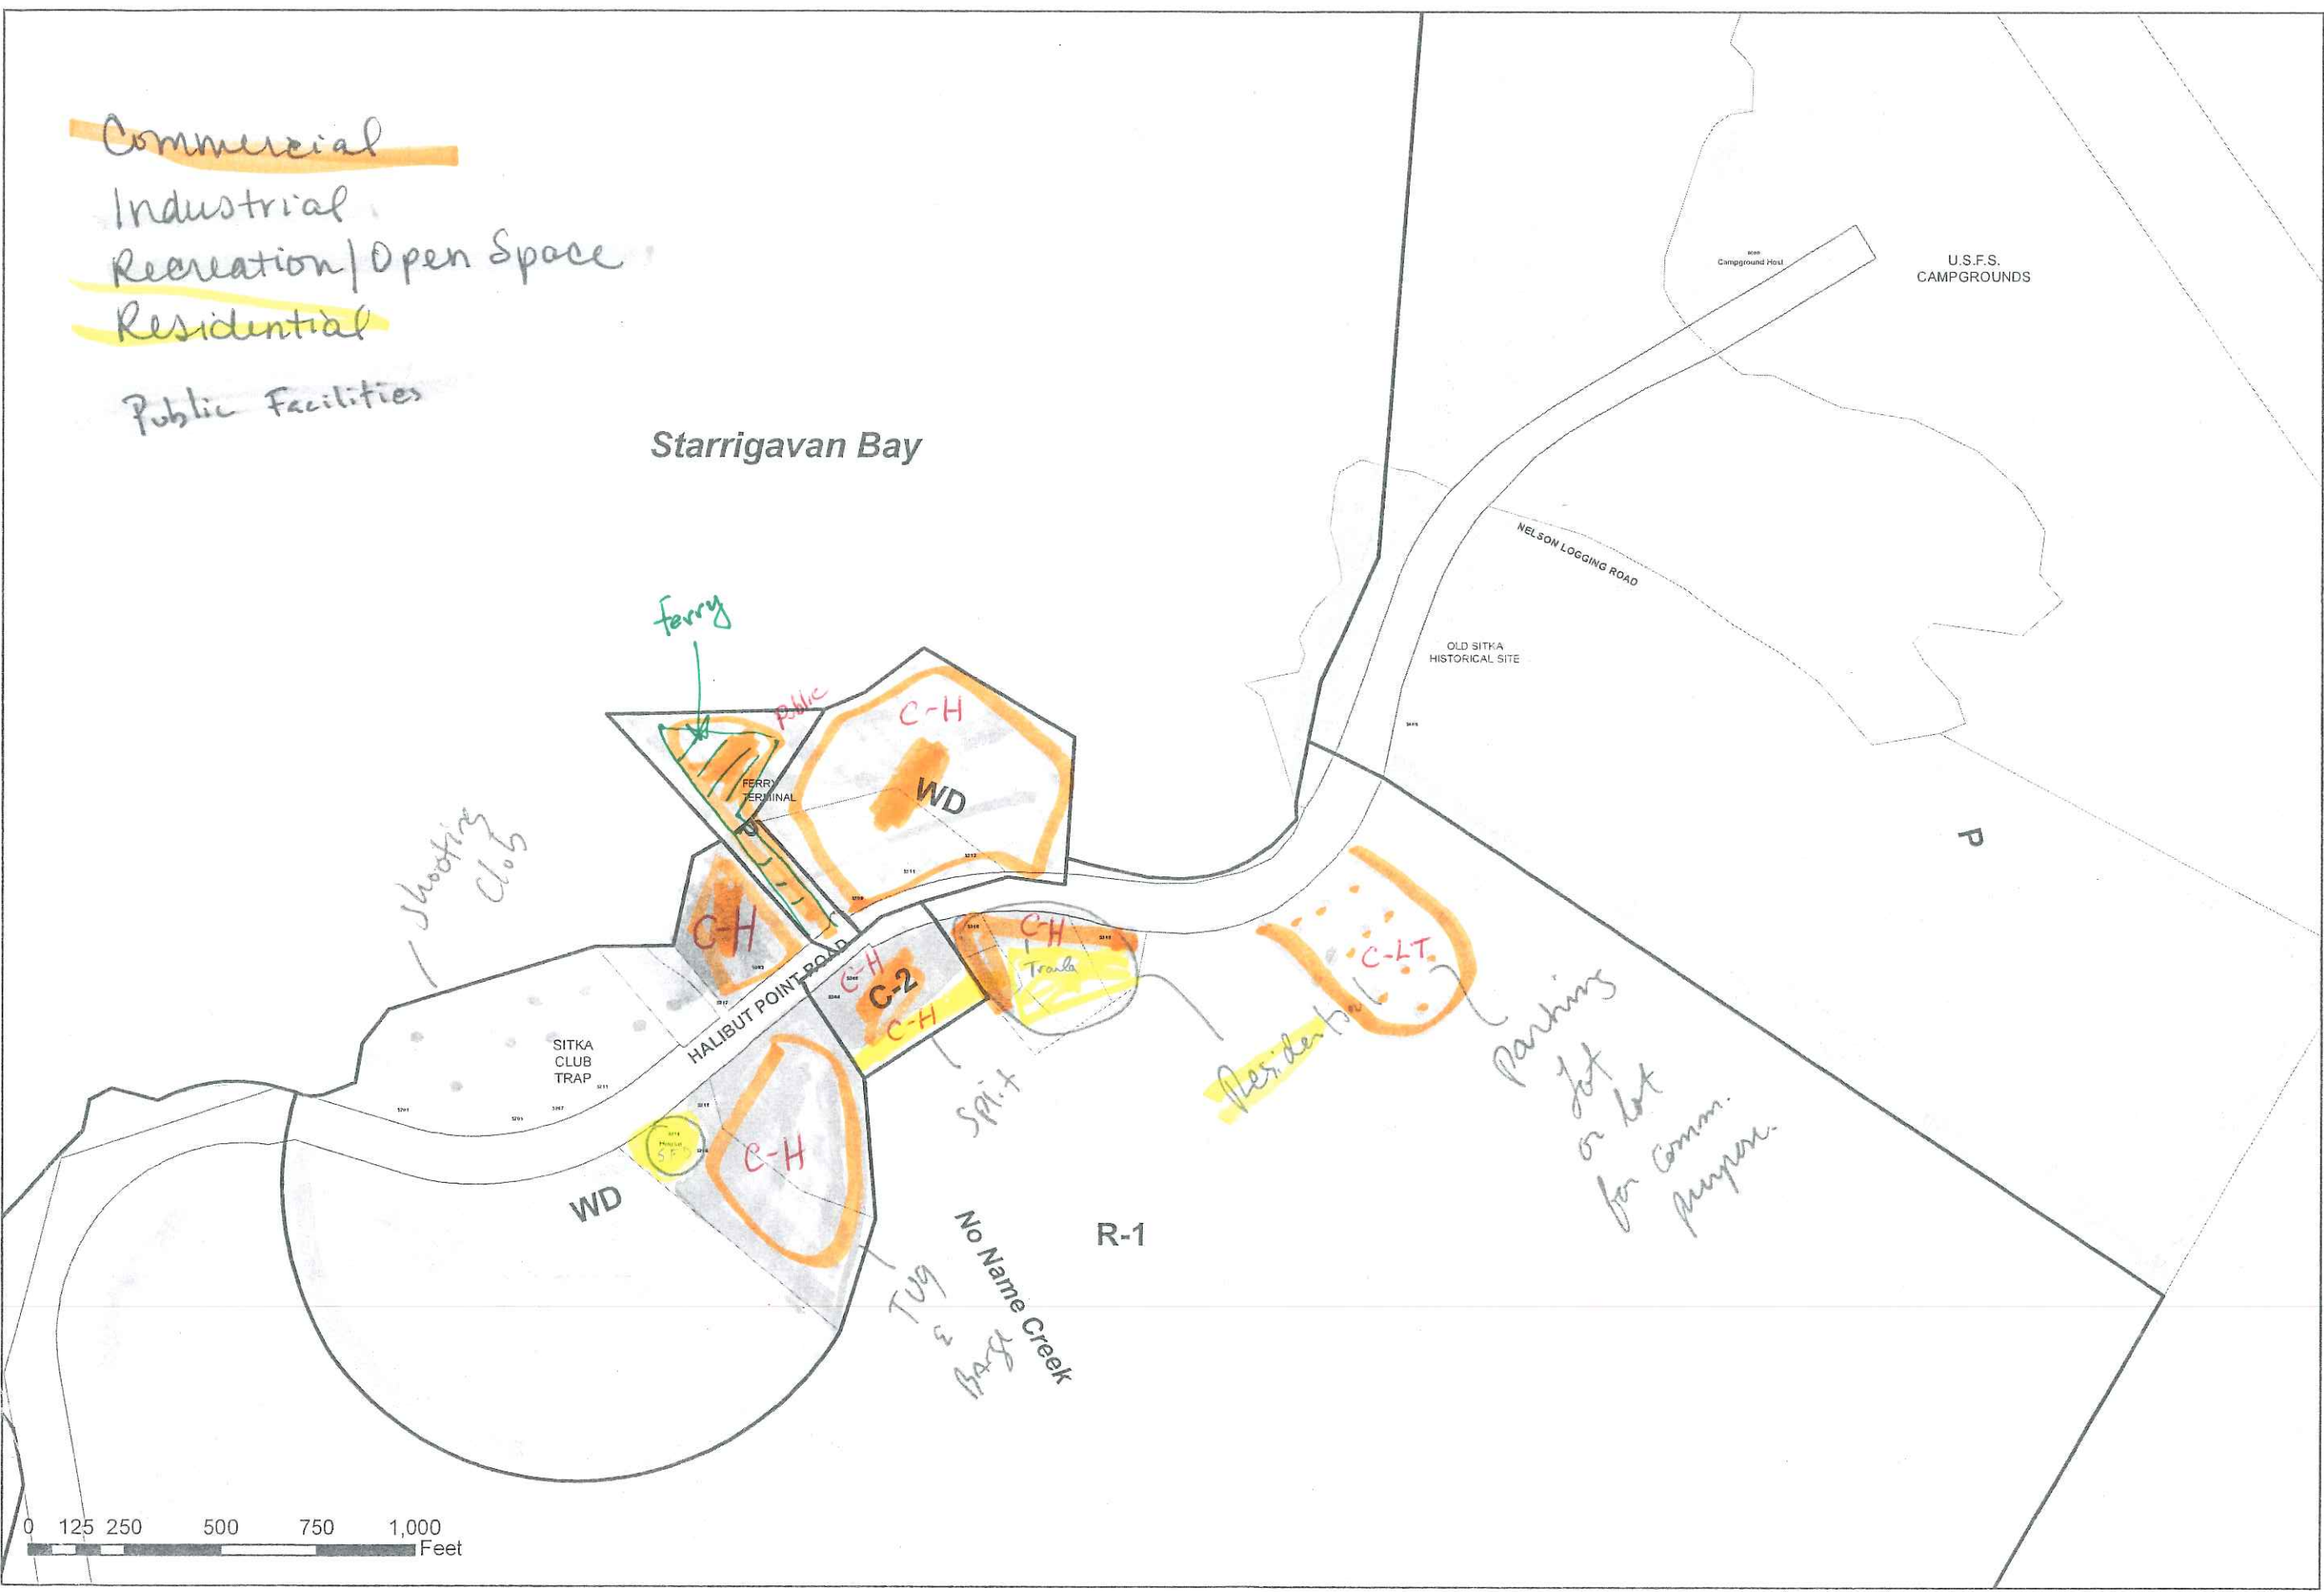 Commercial
Industrial
Recreation/Open Space
Residential
Public Facilities
Starrigavan Bay
Campground Host
U.S.F.S.
CAMPGROUNDS
NELSON LOGGING ROAD
OLD SITKA
HISTORICAL SITE
ferry
Public
C-H
WD
FERRY
TERMINAL
P
P
Shooting
Club
C-H
C-H
C-H
C-2
C-H
C-LT
HALIBUT POINT ROAD
SITKA
CLUB
TRAP
House
SFD
C-H
Split
Parking
Lot
or lot
for comm.
purpose.
WD
R-1
No Name Creek
Tug
&
Barge
0 125 250 500 750 1,000
Feet